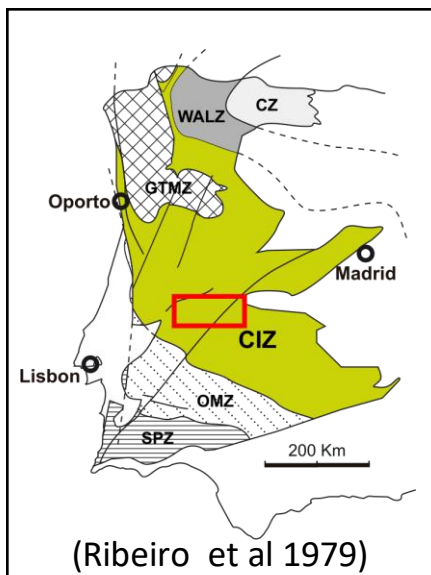 WALZ
CZ
GTMZ
Oporto
Madrid
CIZ
Lisbon
OMZ
SPZ
200 Km
(Ribeiro et al 1979)